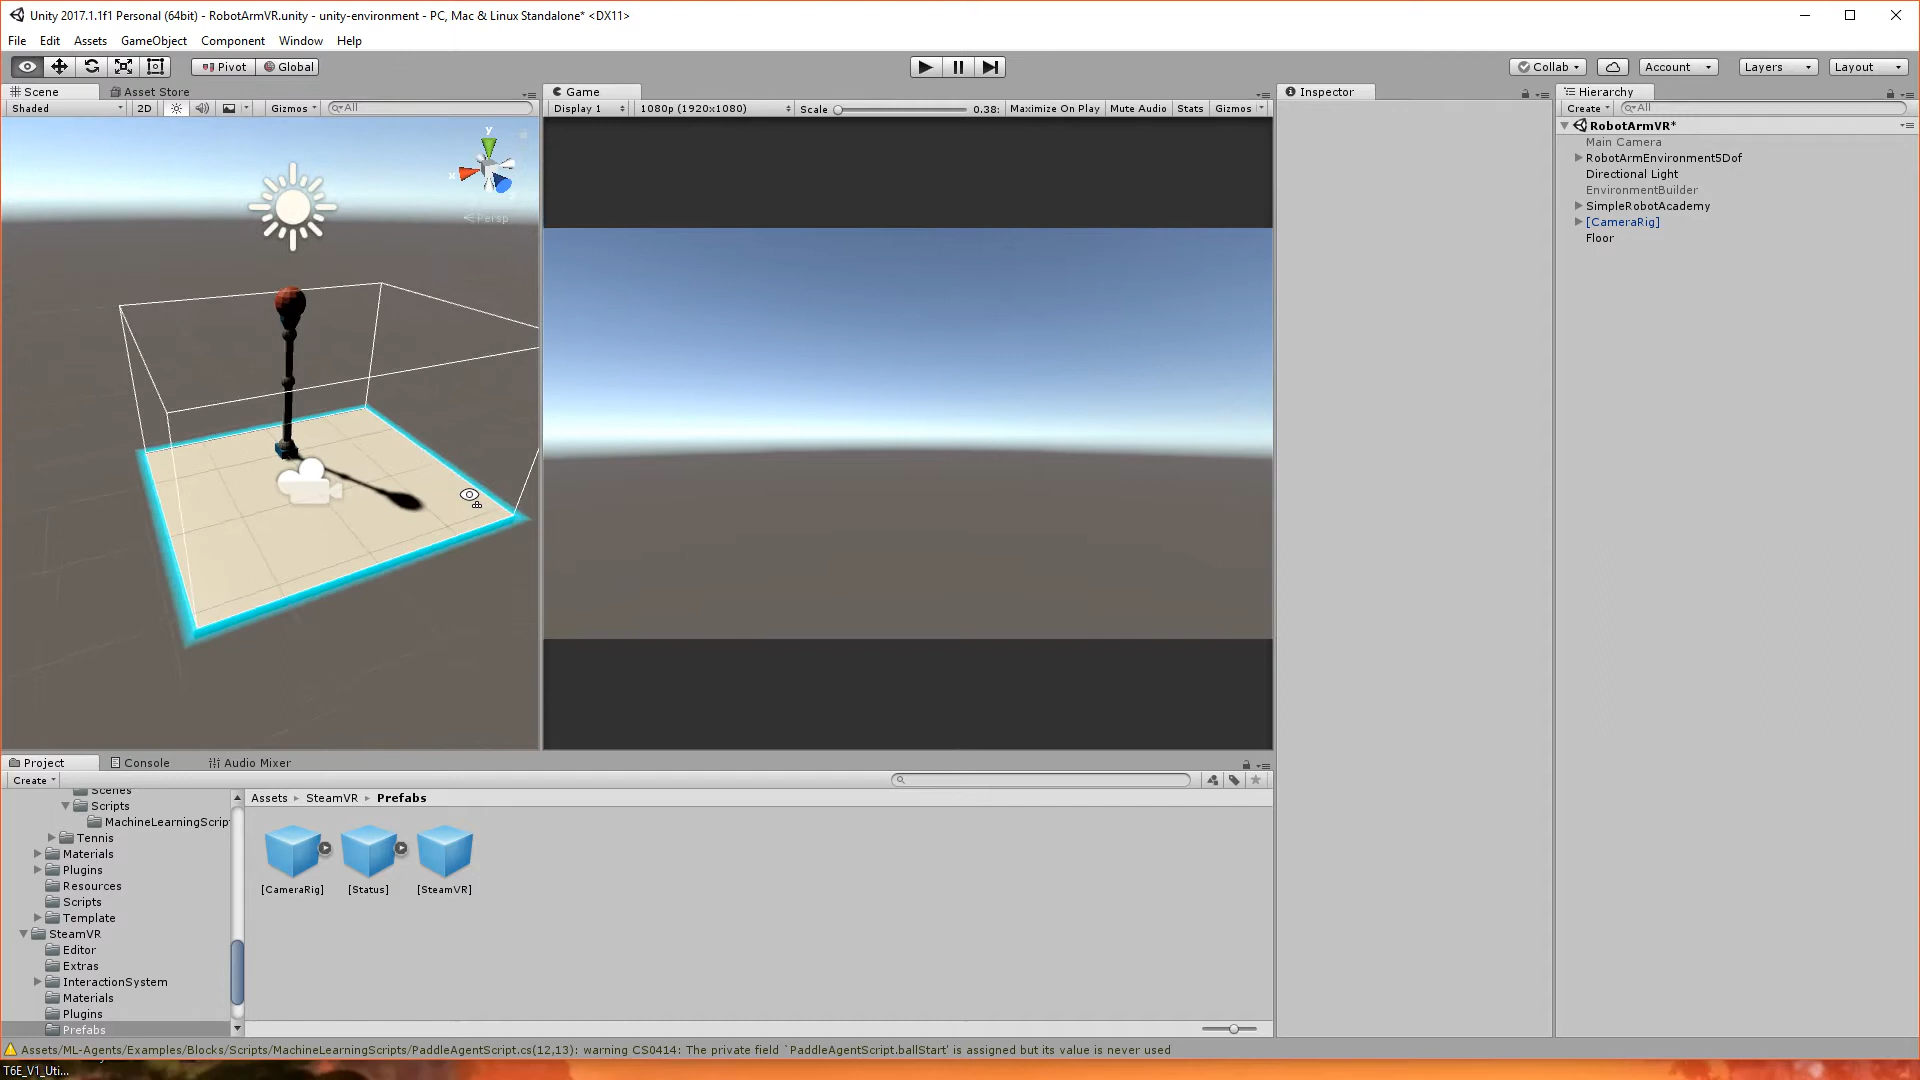 Unity 2017.1.1f1 Personal (64bit) - RobotArmVR.unity - unity-environment - PC, Mac & Linux Standalone* <DX11>
File Edit Assets GameObject Component Window Help
Pivot Global Collab Account Layers Layout
Scene Asset Store
Shaded 2D Gizmos All
y
x
Persp
Game
Display 1 1080p (1920x1080) Scale 0.38: Maximize On Play Mute Audio Stats Gizmos
Inspector
Hierarchy
Create All
RobotArmVR*
Main Camera
RobotArmEnvironment5Dof
Directional Light
EnvironmentBuilder
SimpleRobotAcademy
[CameraRig]
Floor
Project Console Audio Mixer
Create
Scenes
Scripts
MachineLearningScrip
Tennis
Materials
Plugins
Resources
Scripts
Template
SteamVR
Editor
Extras
InteractionSystem
Materials
Plugins
Prefabs
Assets SteamVR Prefabs
[CameraRig] [Status] [SteamVR]
Assets/ML-Agents/Examples/Blocks/Scripts/MachineLearningScripts/PaddleAgentScript.cs(12,13): warning CS0414: The private field `PaddleAgentScript.ballStart' is assigned but its value is never used
T6E_V1_Uti...